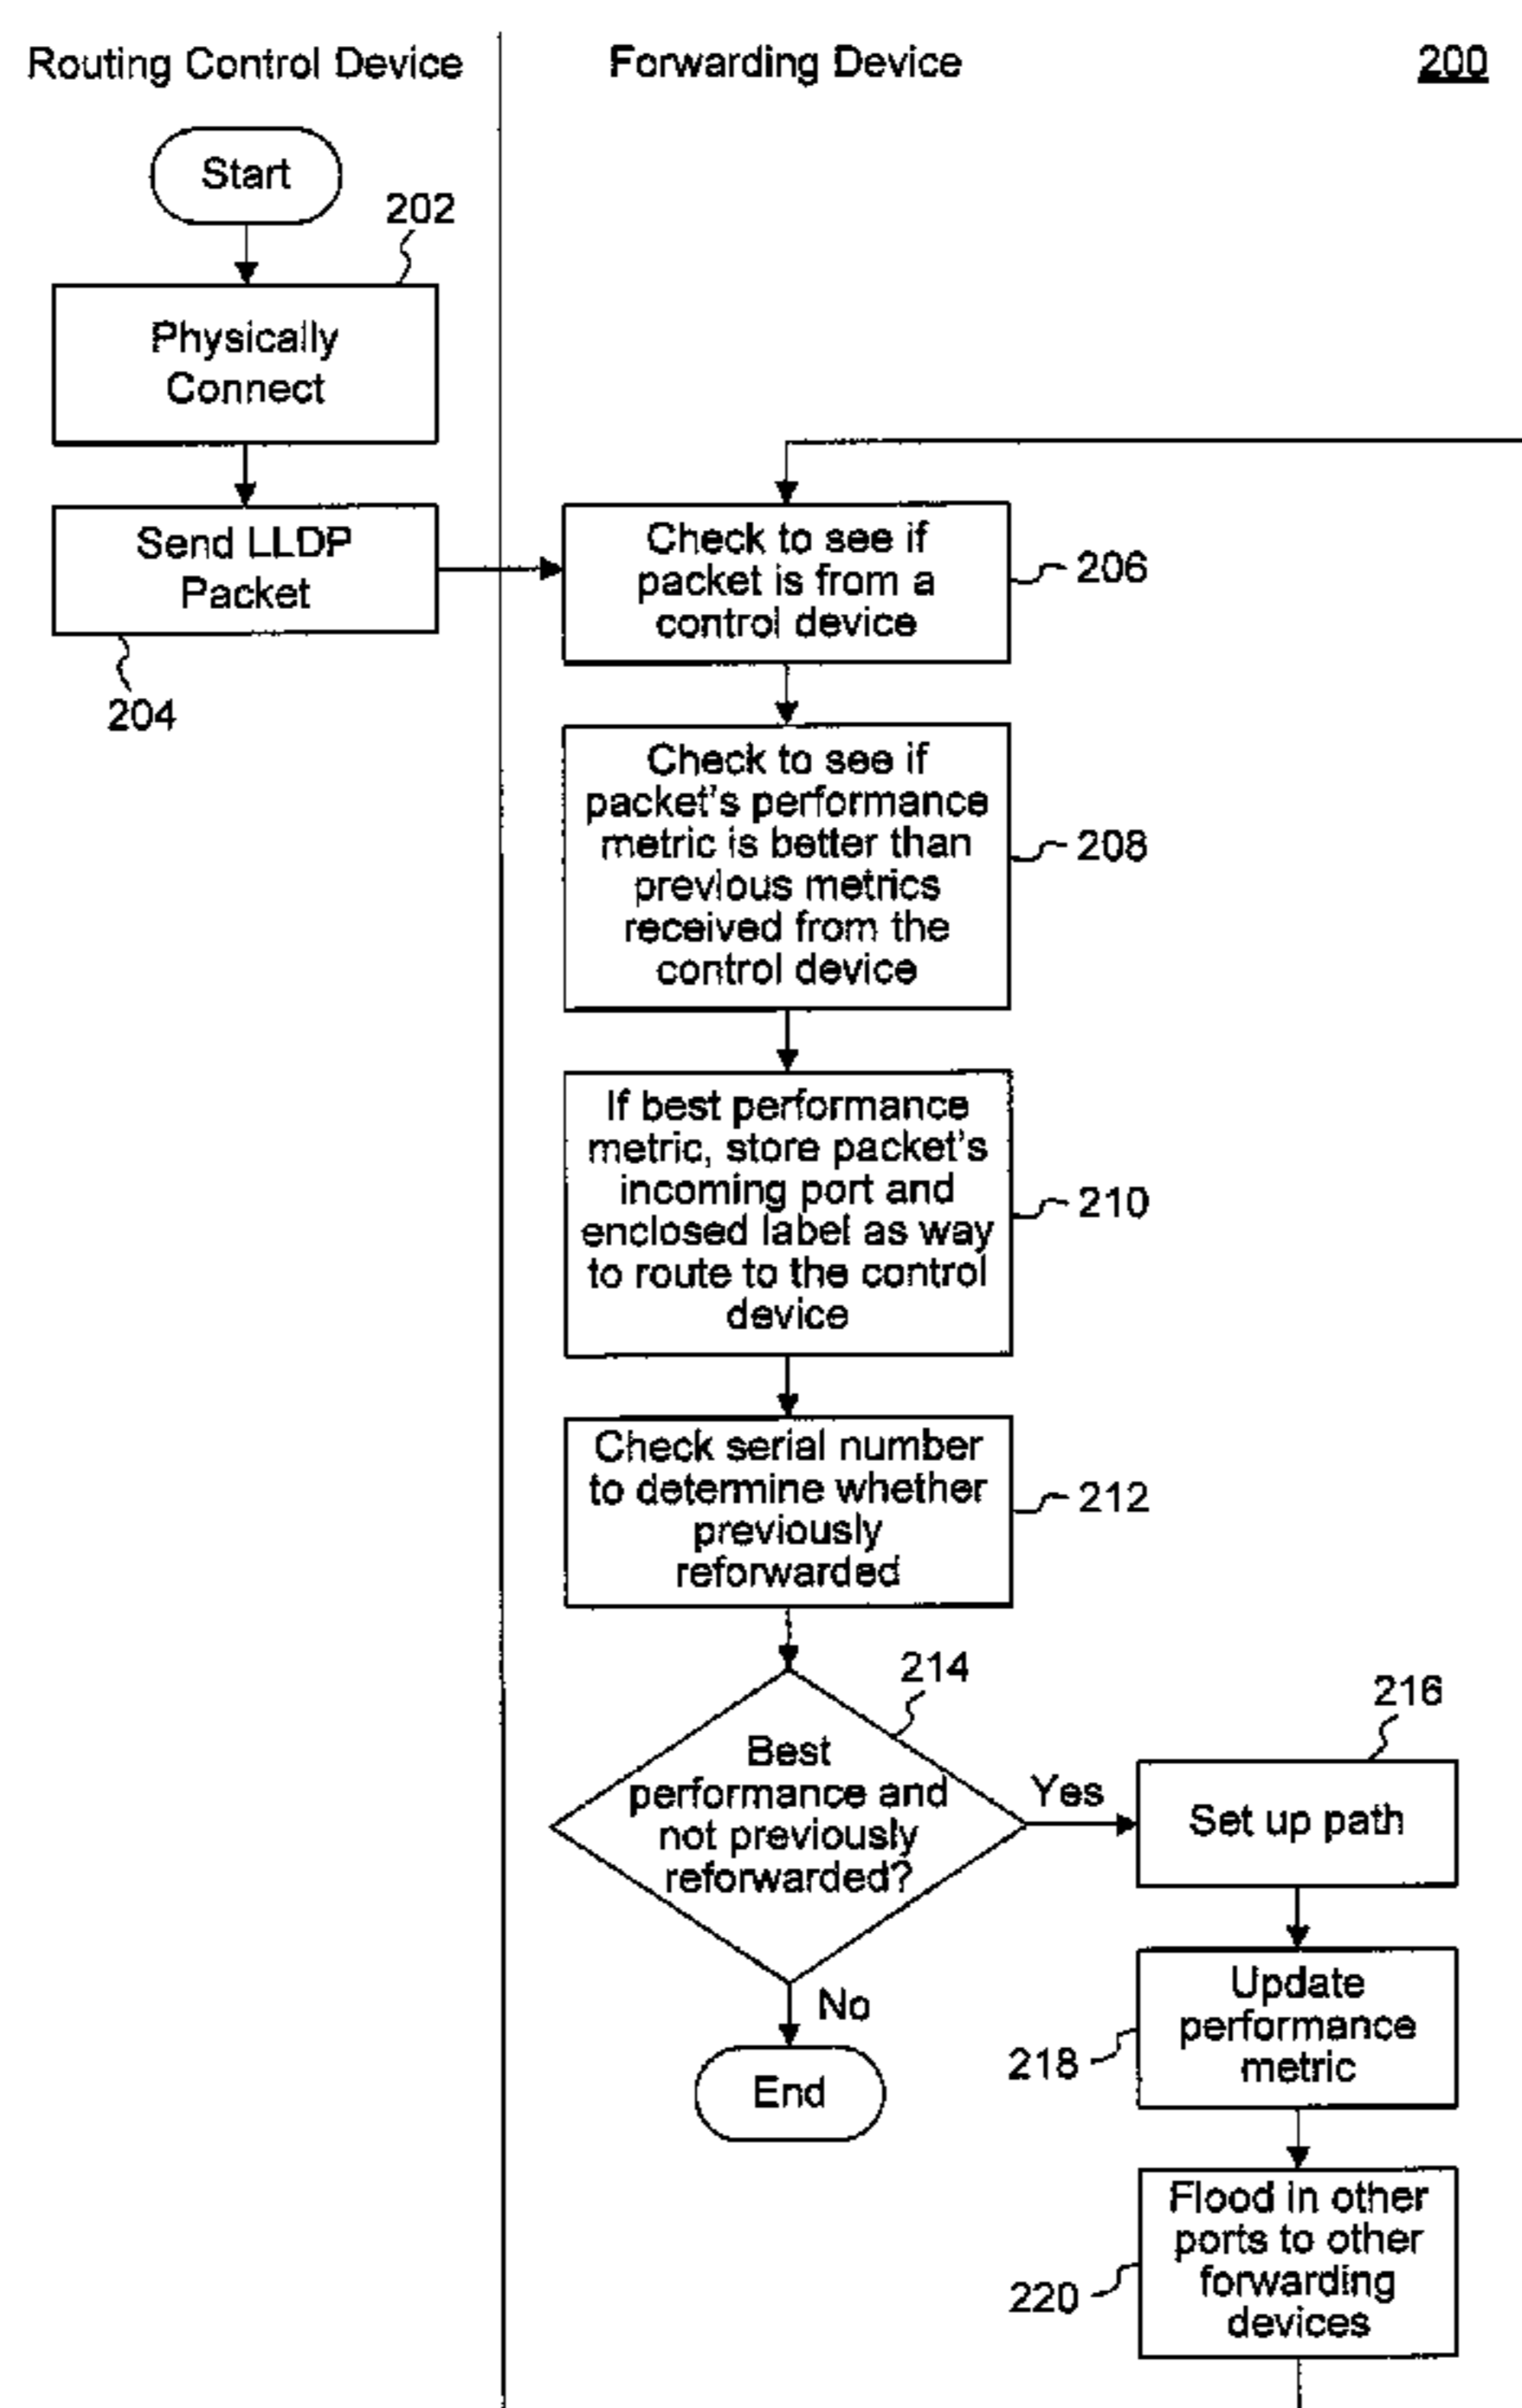 Routing Control Device
Forwarding Device
200
Start
202
Physically
Connect
Send LLDP
Packet
204
Check to see if
packet is from a
control device
206
Check to see if
packet's performance
metric is better than
previous metrics
received from the
control device
208
If best performance
metric, store packet's
incoming port and
enclosed label as way
to route to the control
device
210
Check serial number
to determine whether
previously
reforwarded
212
214
Best
performance and
not previously
reforwarded?
Yes
216
Set up path
No
End
Update
performance
metric
218
Flood in other
ports to other
forwarding
devices
220